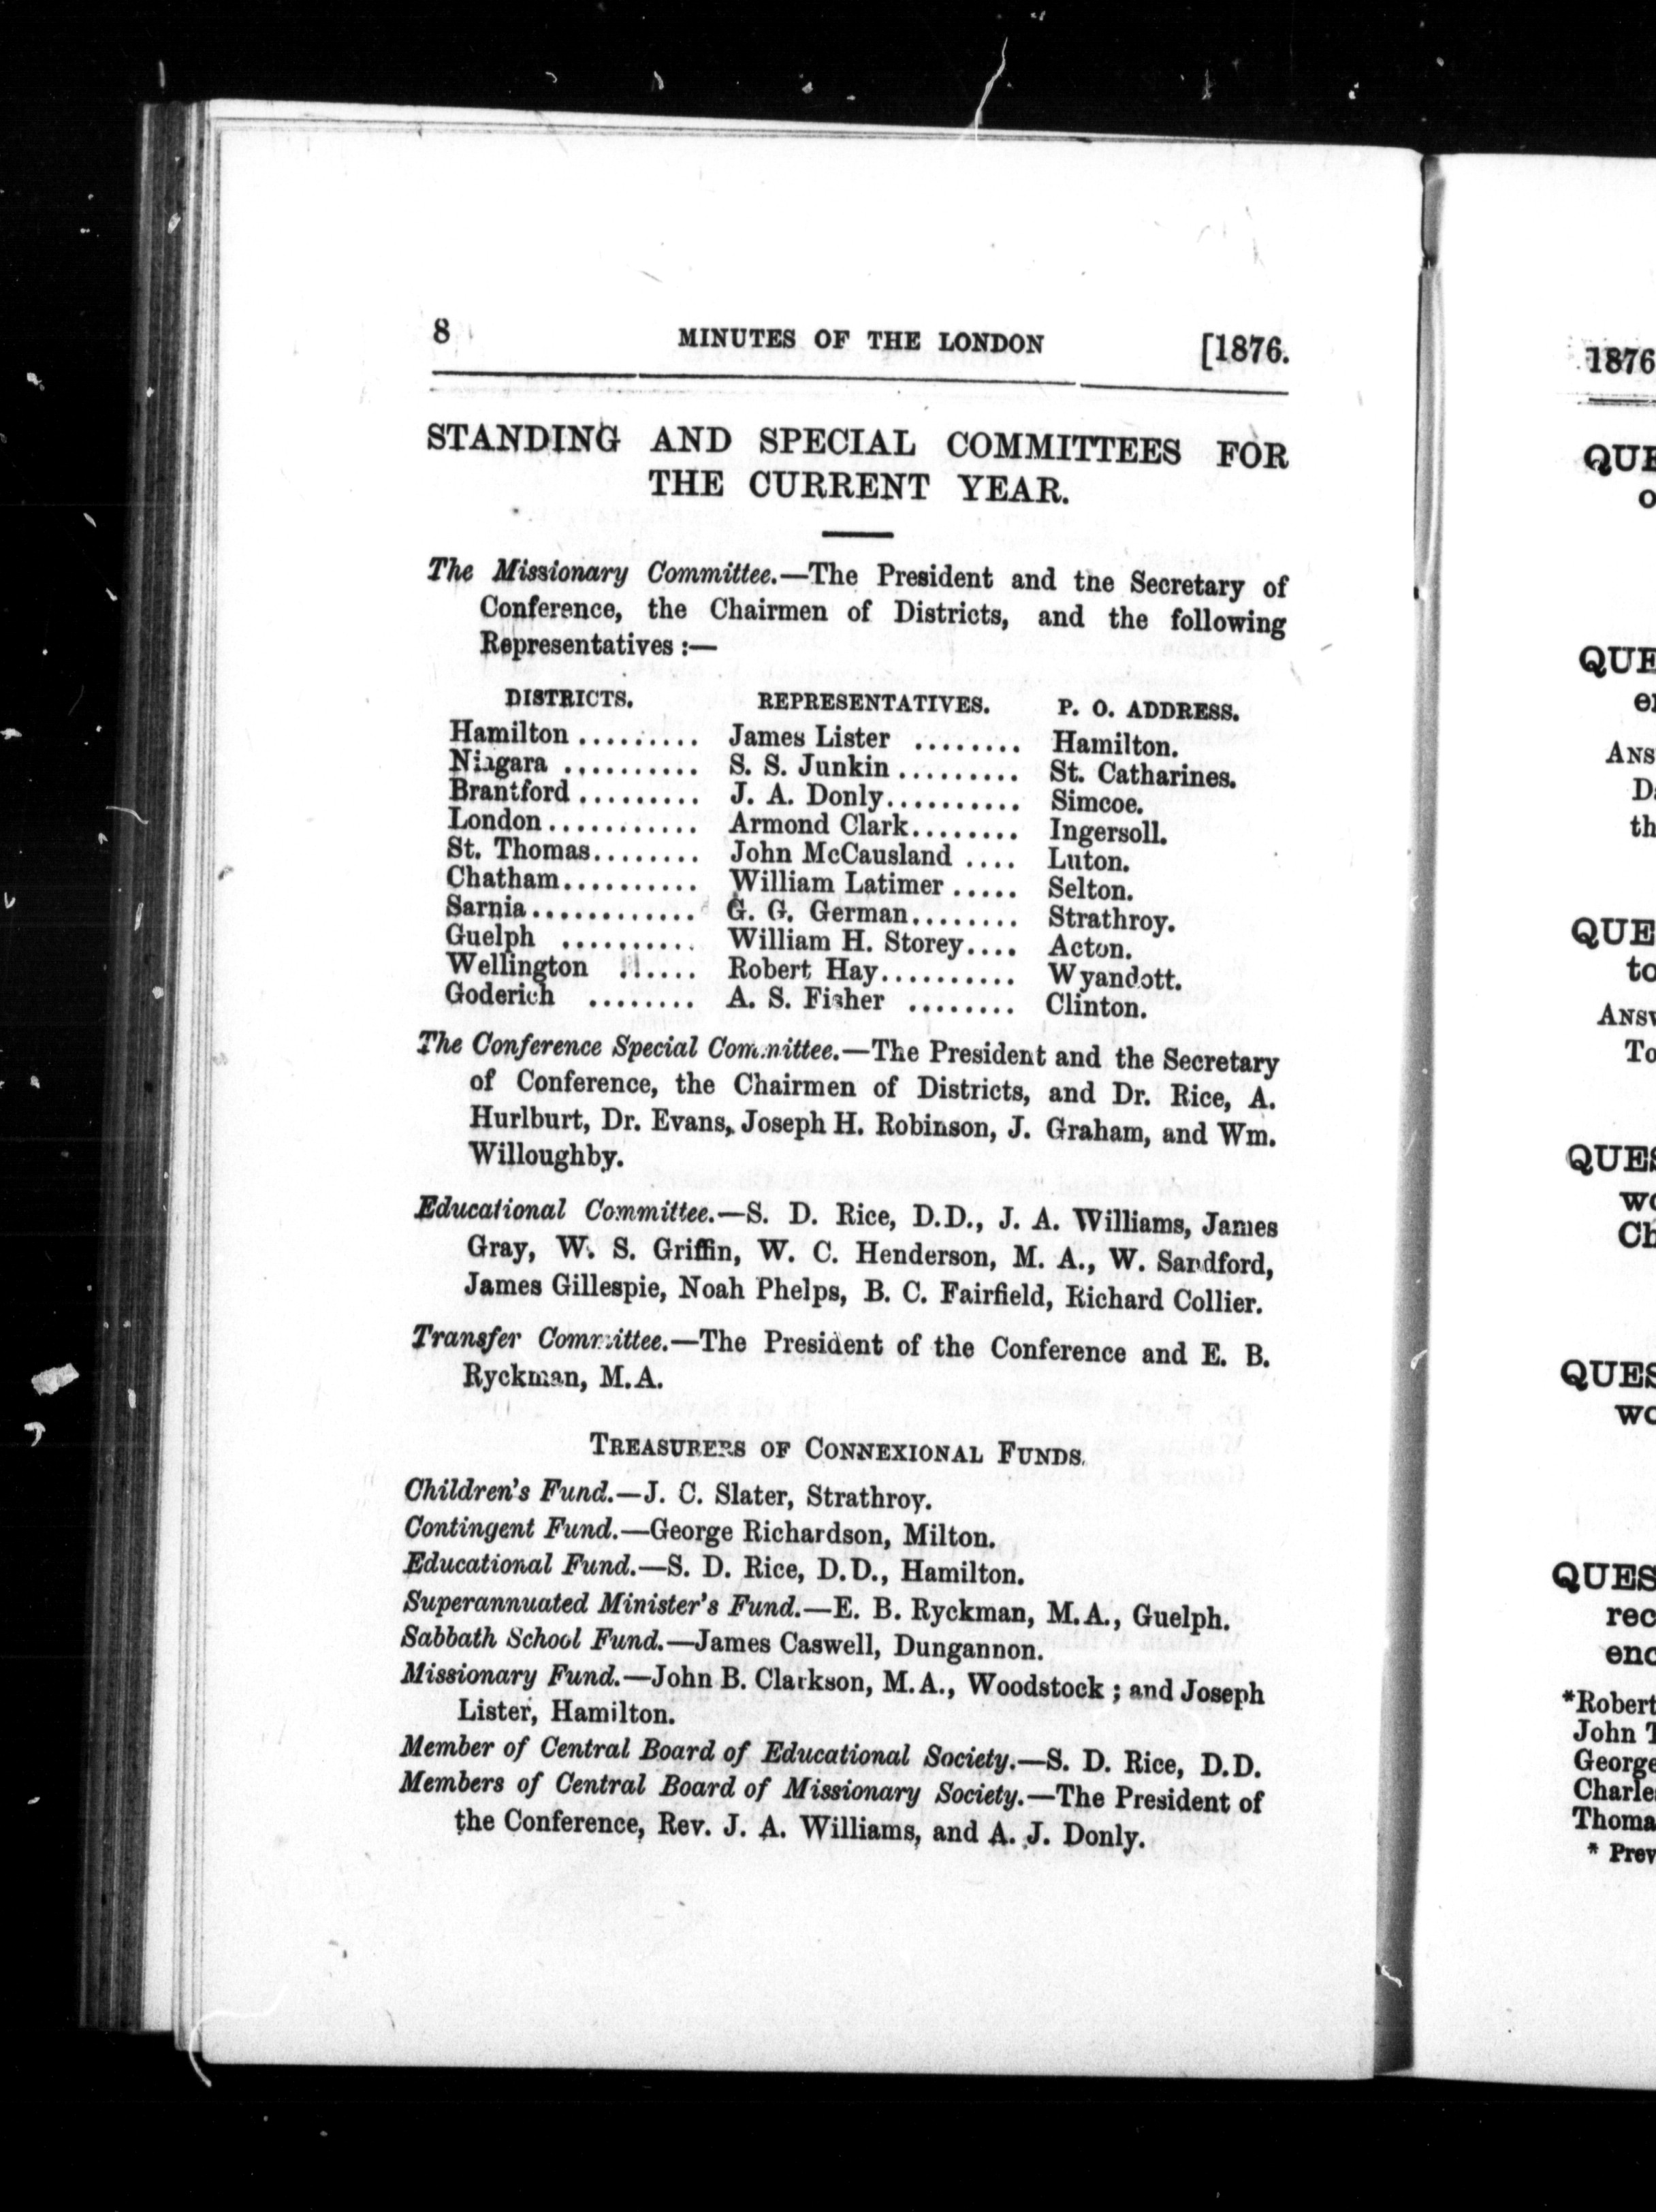 8 MINUTES OF THE LONDON [1876.
STANDING AND SPECIAL COMMITTEES FOR
THE CURRENT YEAR.
The Missionary Committee.—The President and the Secretary of
Conference, the Chairmen of Districts, and the following
Representatives :—
DISTRICTS. REPRESENTATIVES. P. O. ADDRESS.
Hamilton ......... James Lister ........ Hamilton.
Niagara .......... S. S. Junkin ......... St. Catharines.
Brantford ......... J. A. Donly.......... Simcoe.
London........... Armond Clark........ Ingersoll.
St. Thomas........ John McCausland .... Luton.
Chatham.......... William Latimer ..... Selton.
Sarnia............ G. G. German........ Strathroy.
Guelph .......... William H. Storey.... Acton.
Wellington ...... Robert Hay.......... Wyandott.
Goderich ........ A. S. Fisher ........ Clinton.
The Conference Special Committee.—The President and the Secretary
of Conference, the Chairmen of Districts, and Dr. Rice, A.
Hurlburt, Dr. Evans, Joseph H. Robinson, J. Graham, and Wm.
Willoughby.
Educational Committee.—S. D. Rice, D.D., J. A. Williams, James
Gray, W. S. Griffin, W. C. Henderson, M. A., W. Sandford,
James Gillespie, Noah Phelps, B. C. Fairfield, Richard Collier.
Transfer Committee.—The President of the Conference and E. B.
Ryckman, M.A.
TREASURERS OF CONNEXIONAL FUNDS.
Children's Fund.—J. C. Slater, Strathroy.
Contingent Fund.—George Richardson, Milton.
Educational Fund.—S. D. Rice, D.D., Hamilton.
Superannuated Minister's Fund.—E. B. Ryckman, M.A., Guelph.
Sabbath School Fund.—James Caswell, Dungannon.
Missionary Fund.—John B. Clarkson, M.A., Woodstock ; and Joseph
Lister, Hamilton.
Member of Central Board of Educational Society.—S. D. Rice, D.D.
Members of Central Board of Missionary Society.—The President of
the Conference, Rev. J. A. Williams, and A. J. Donly.
1876
to
wo
rec
*Robert
John
George